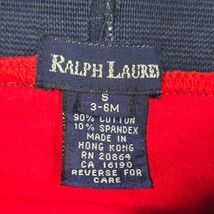 RALPH LAUREN
S
3-6M
90% COTTON
10% SPANDEX
MADE IN
HONG KONG
RN 20864
CA 16190
REVERSE FOR
CARE